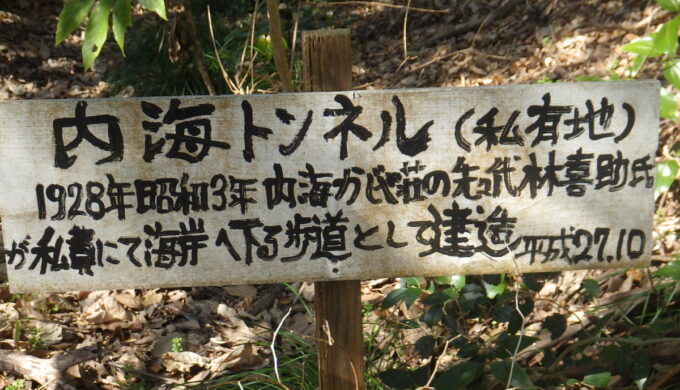 内海トンネル(私有地)
1928年昭和3年 内海か氏荘の先々代 林喜助氏
が私費にて海岸へ下る歩道として建造 平成27.10